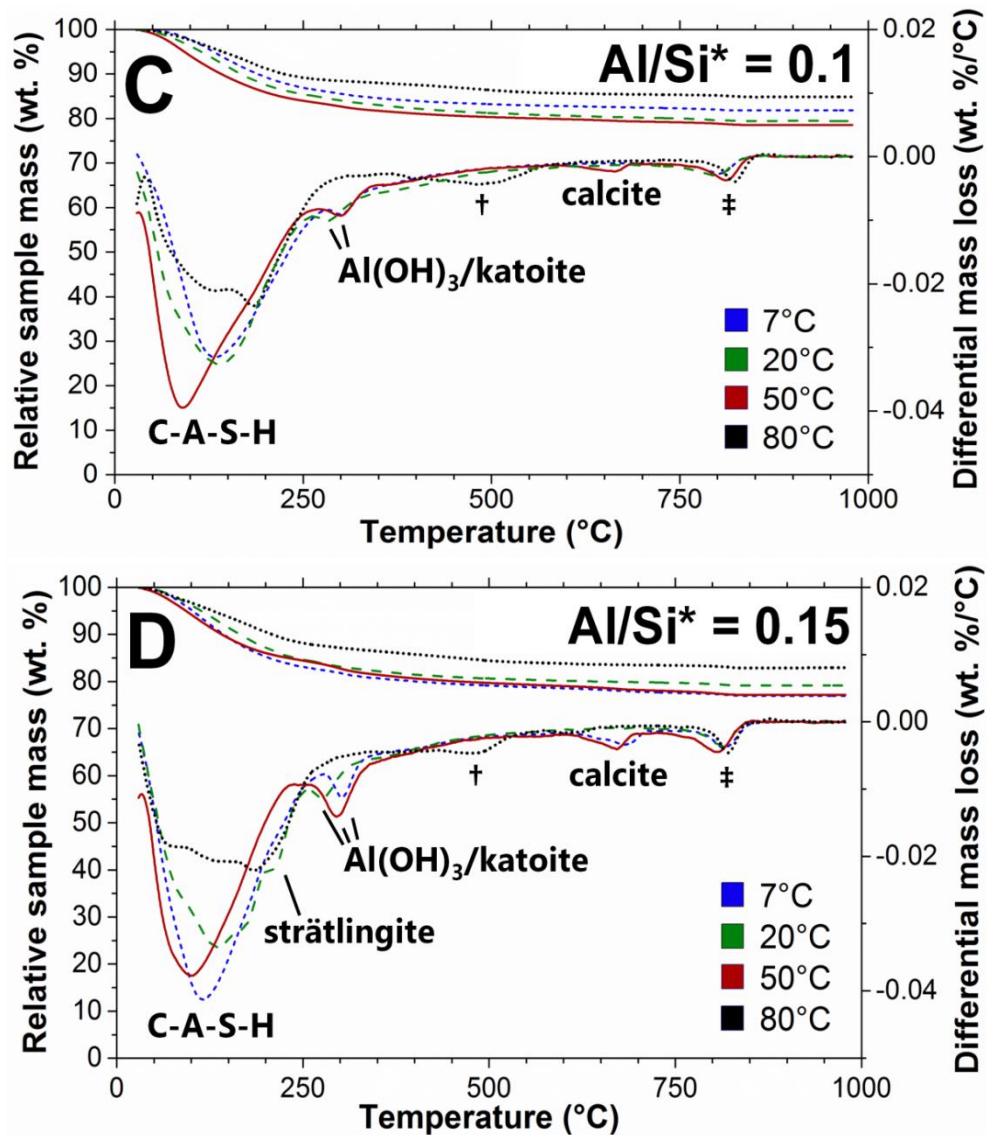 C
Al/Si* = 0.1
Relative sample mass (wt. %)
100
90
80
70
60
50
40
30
20
10
0
0.02
0.00
-0.02
-0.04
Differential mass loss (wt. %/°C)
calcite
†
‡
Al(OH)3/katoite
C-A-S-H
7°C
20°C
50°C
80°C
0 250 500 750 1000
Temperature (°C)
D
Al/Si* = 0.15
Relative sample mass (wt. %)
100
90
80
70
60
50
40
30
20
10
0
0.02
0.00
-0.02
-0.04
Differential mass loss (wt. %/°C)
calcite
†
‡
Al(OH)3/katoite
strätlingite
C-A-S-H
7°C
20°C
50°C
80°C
0 250 500 750 1000
Temperature (°C)